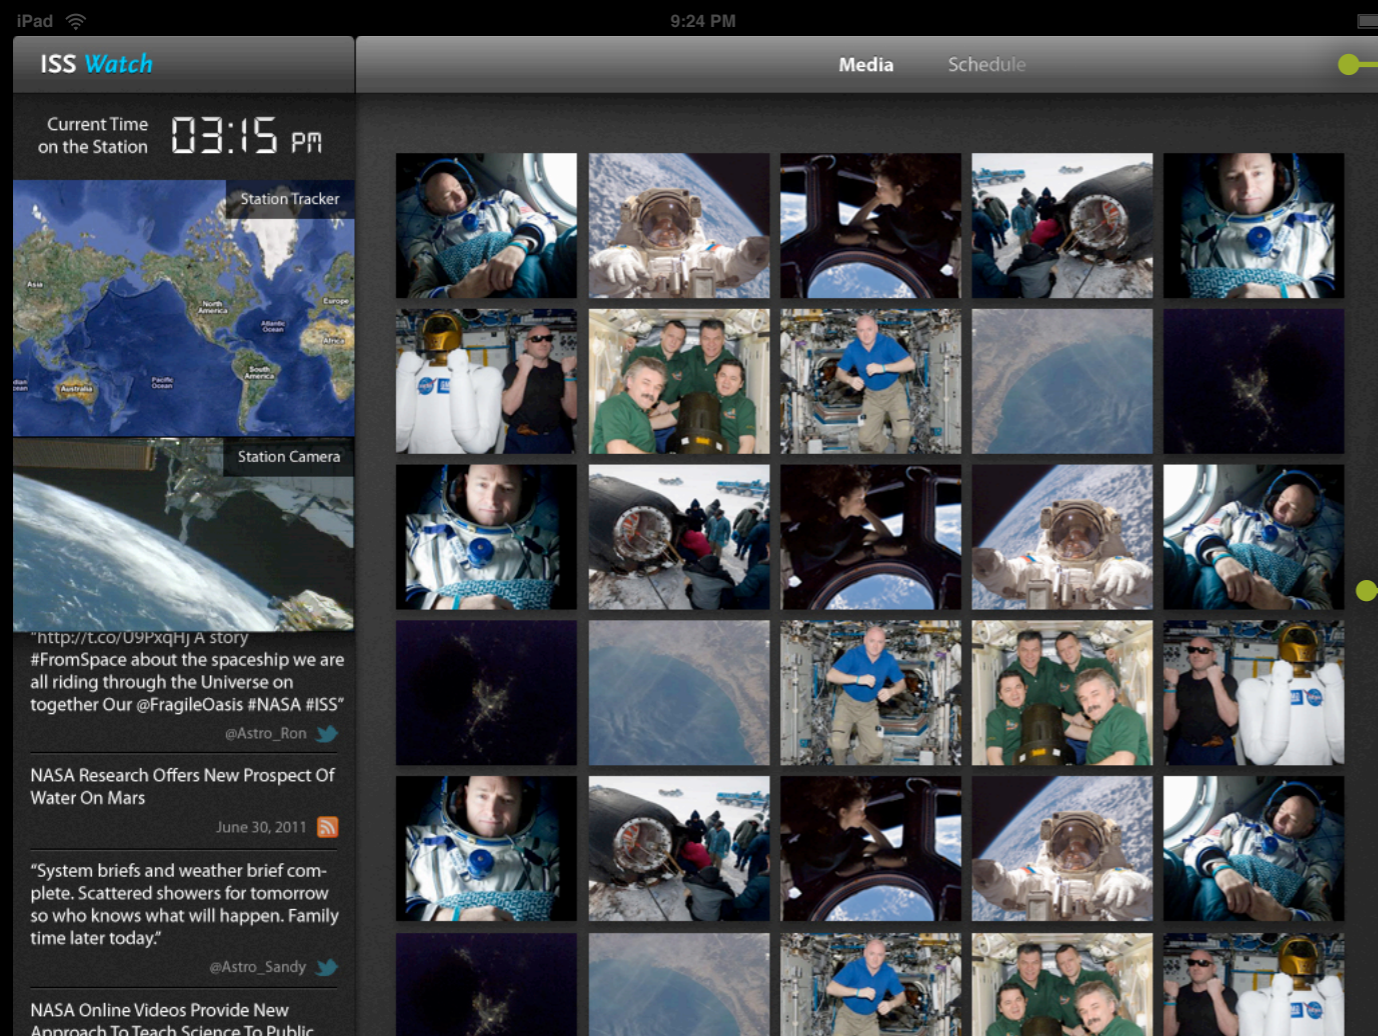 iPad
9:24 PM
ISS Watch
Media
Schedule
Current Time
on the Station
03:15 PM
Station Tracker
Asia
North
America
Europe
Atlantic
Ocean
Africa
South
America
Pacific
Ocean
Australia
Station Camera
"http://t.co/U9PxqHj A story
#FromSpace about the spaceship we are
all riding through the Universe on
together Our @FragileOasis #NASA #ISS”
@Astro_Ron
NASA Research Offers New Prospect Of
Water On Mars
June 30, 2011
“System briefs and weather brief com-
plete. Scattered showers for tomorrow
so who knows what will happen. Family
time later today.”
@Astro_Sandy
NASA Online Videos Provide New
Approach To Teach Science To Public